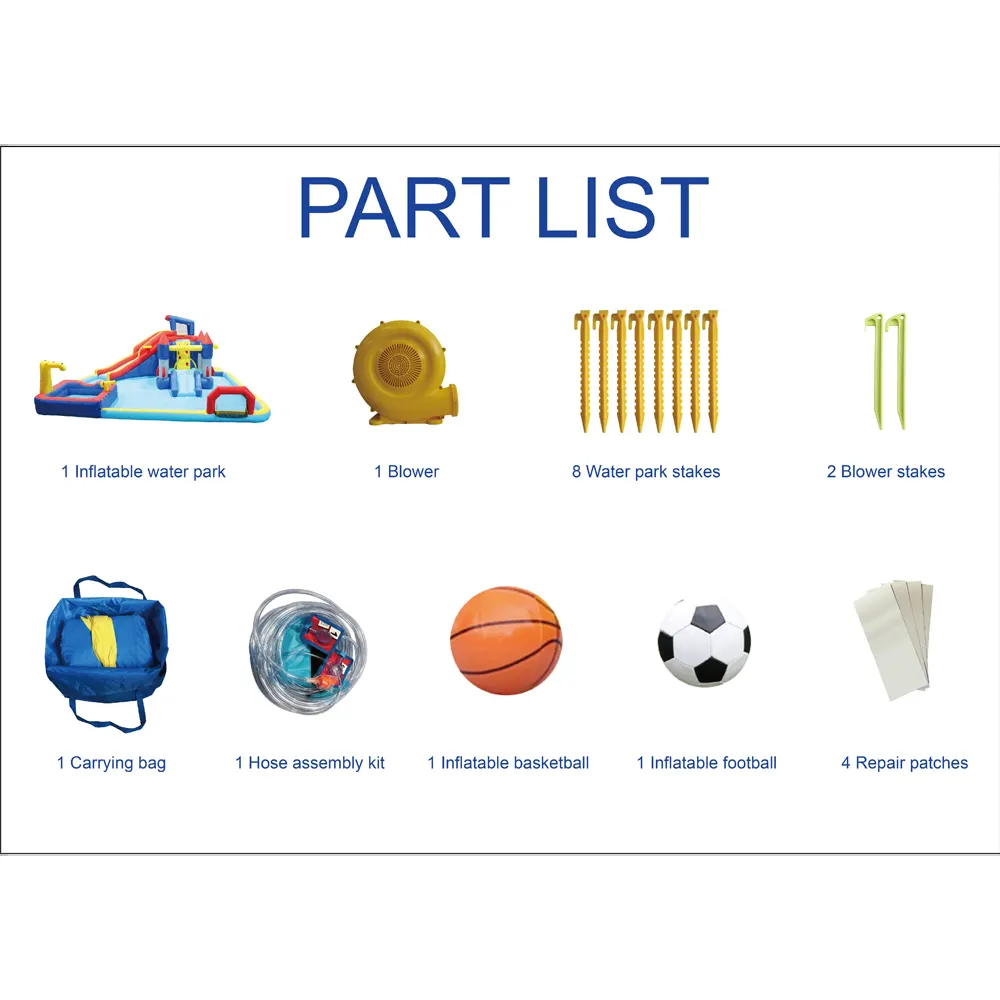 PART LIST
1 Inflatable water park
1 Blower
8 Water park stakes
2 Blower stakes
1 Carrying bag
1 Hose assembly kit
1 Inflatable basketball
1 Inflatable football
4 Repair patches